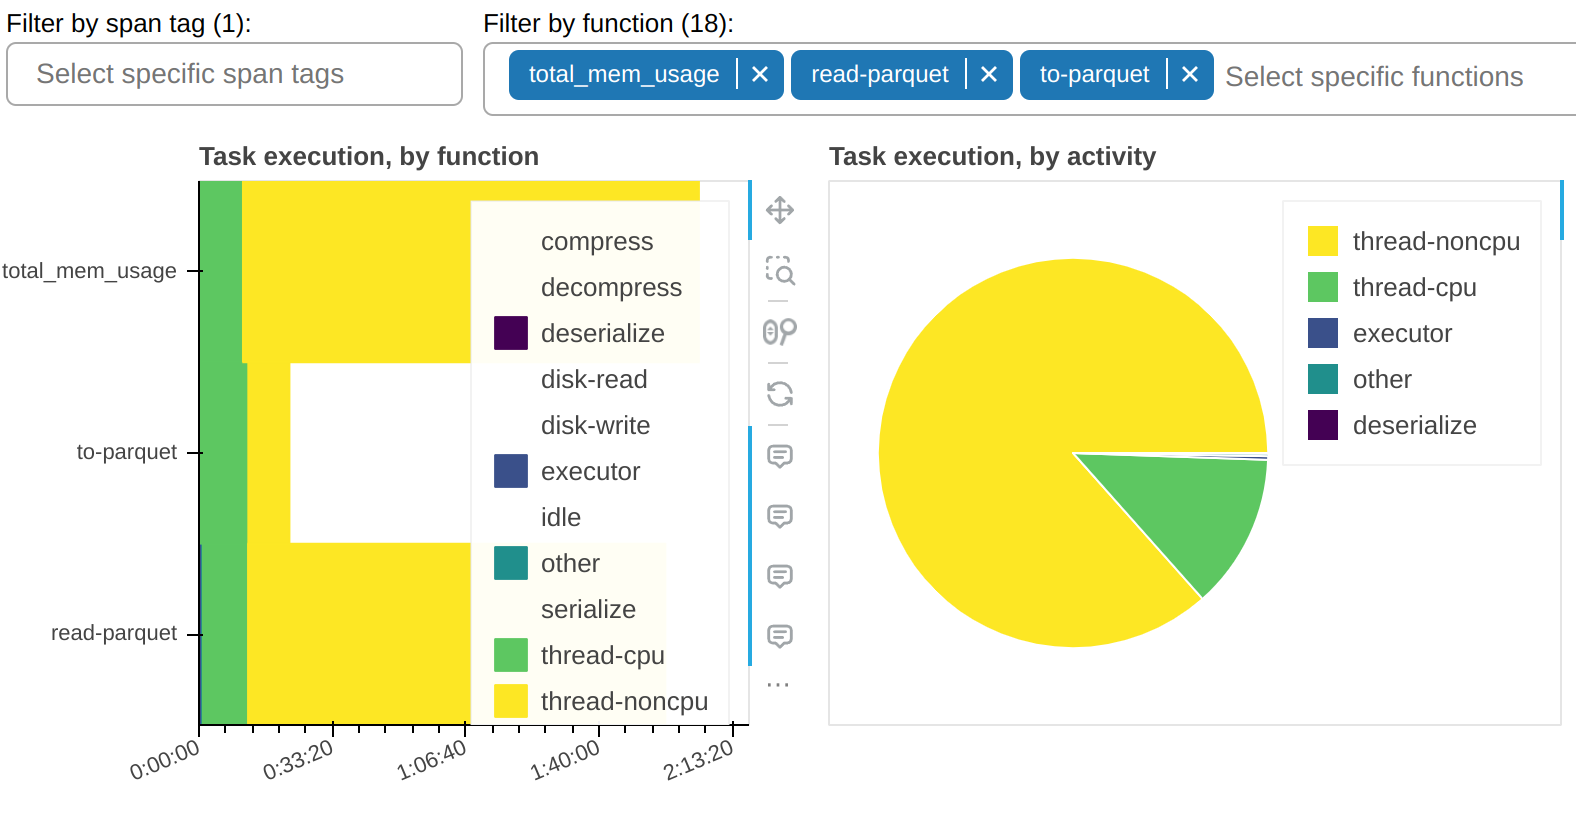 Filter by span tag (1):
Filter by function (18):
Select specific span tags
total_mem_usage ✕
read-parquet ✕
to-parquet ✕
Select specific functions
Task execution, by function
Task execution, by activity
total_mem_usage
to-parquet
read-parquet
compress
decompress
deserialize
disk-read
disk-write
executor
idle
other
serialize
thread-cpu
thread-noncpu
0:00:00
0:33:20
1:06:40
1:40:00
2:13:20
thread-noncpu
thread-cpu
executor
other
deserialize